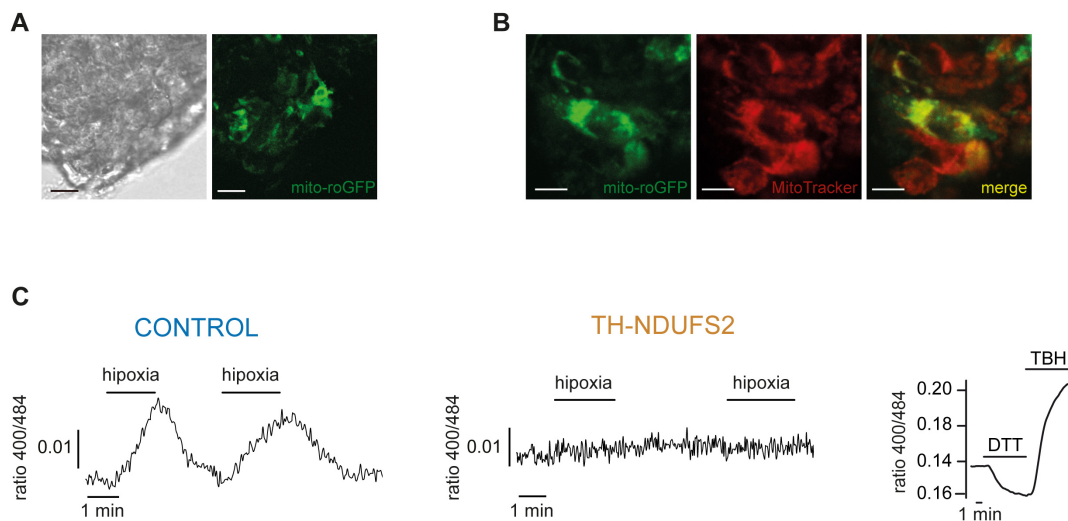 A
B
mito-roGFP
mito-roGFP
MitoTracker
merge
C
CONTROL
TH-NDUFS2
hipoxia
hipoxia
hipoxia
hipoxia
TBH
DTT
ratio 400/484
0.01
1 min
ratio 400/484
0.01
1 min
ratio 400/484
0.20
0.18
0.14
0.16
1 min